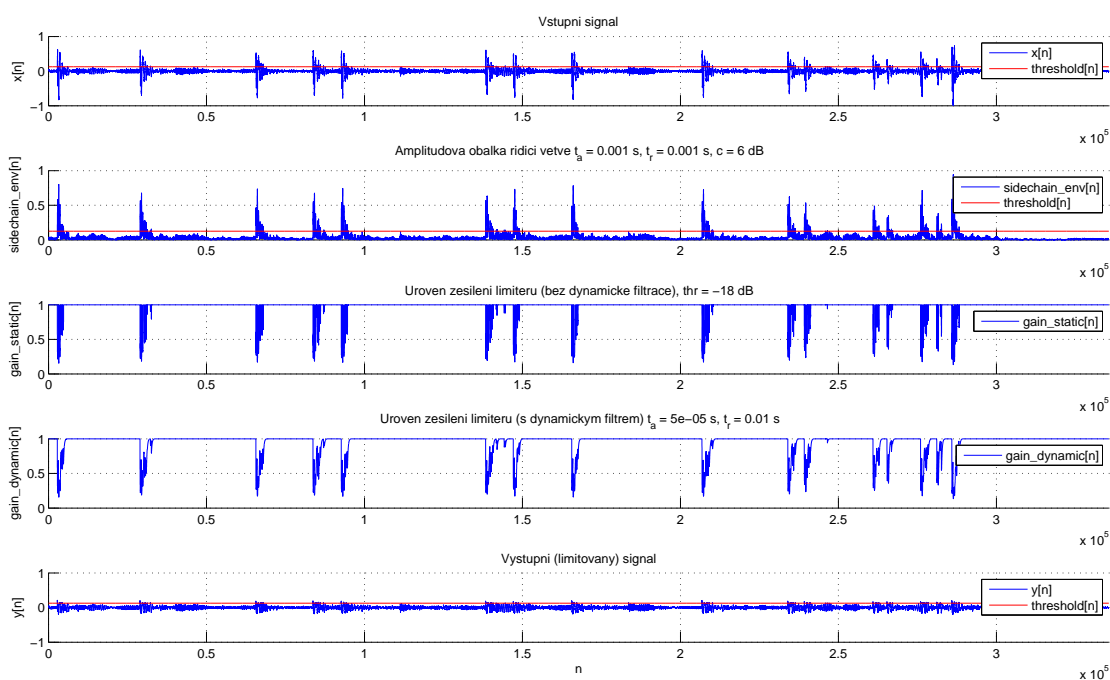 Vstupni signal
1
0
−1
x[n]
x[n]
threshold[n]
0 0.5 1 1.5 2 2.5 3
x 10^5
Amplitudova obalka ridici vetve t_a = 0.001 s, t_r = 0.001 s, c = 6 dB
1
0.5
0
sidechain_env[n]
sidechain_env[n]
threshold[n]
0 0.5 1 1.5 2 2.5 3
x 10^5
Uroven zesileni limiteru (bez dynamicke filtrace), thr = −18 dB
1
0.5
0
gain_static[n]
gain_static[n]
0 0.5 1 1.5 2 2.5 3
x 10^5
Uroven zesileni limiteru (s dynamickym filtrem) t_a = 5e−05 s, t_r = 0.01 s
1
0.5
0
gain_dynamic[n]
gain_dynamic[n]
0 0.5 1 1.5 2 2.5 3
x 10^5
Vystupni (limitovany) signal
1
0
−1
y[n]
y[n]
threshold[n]
0 0.5 1 1.5 2 2.5 3
x 10^5
n